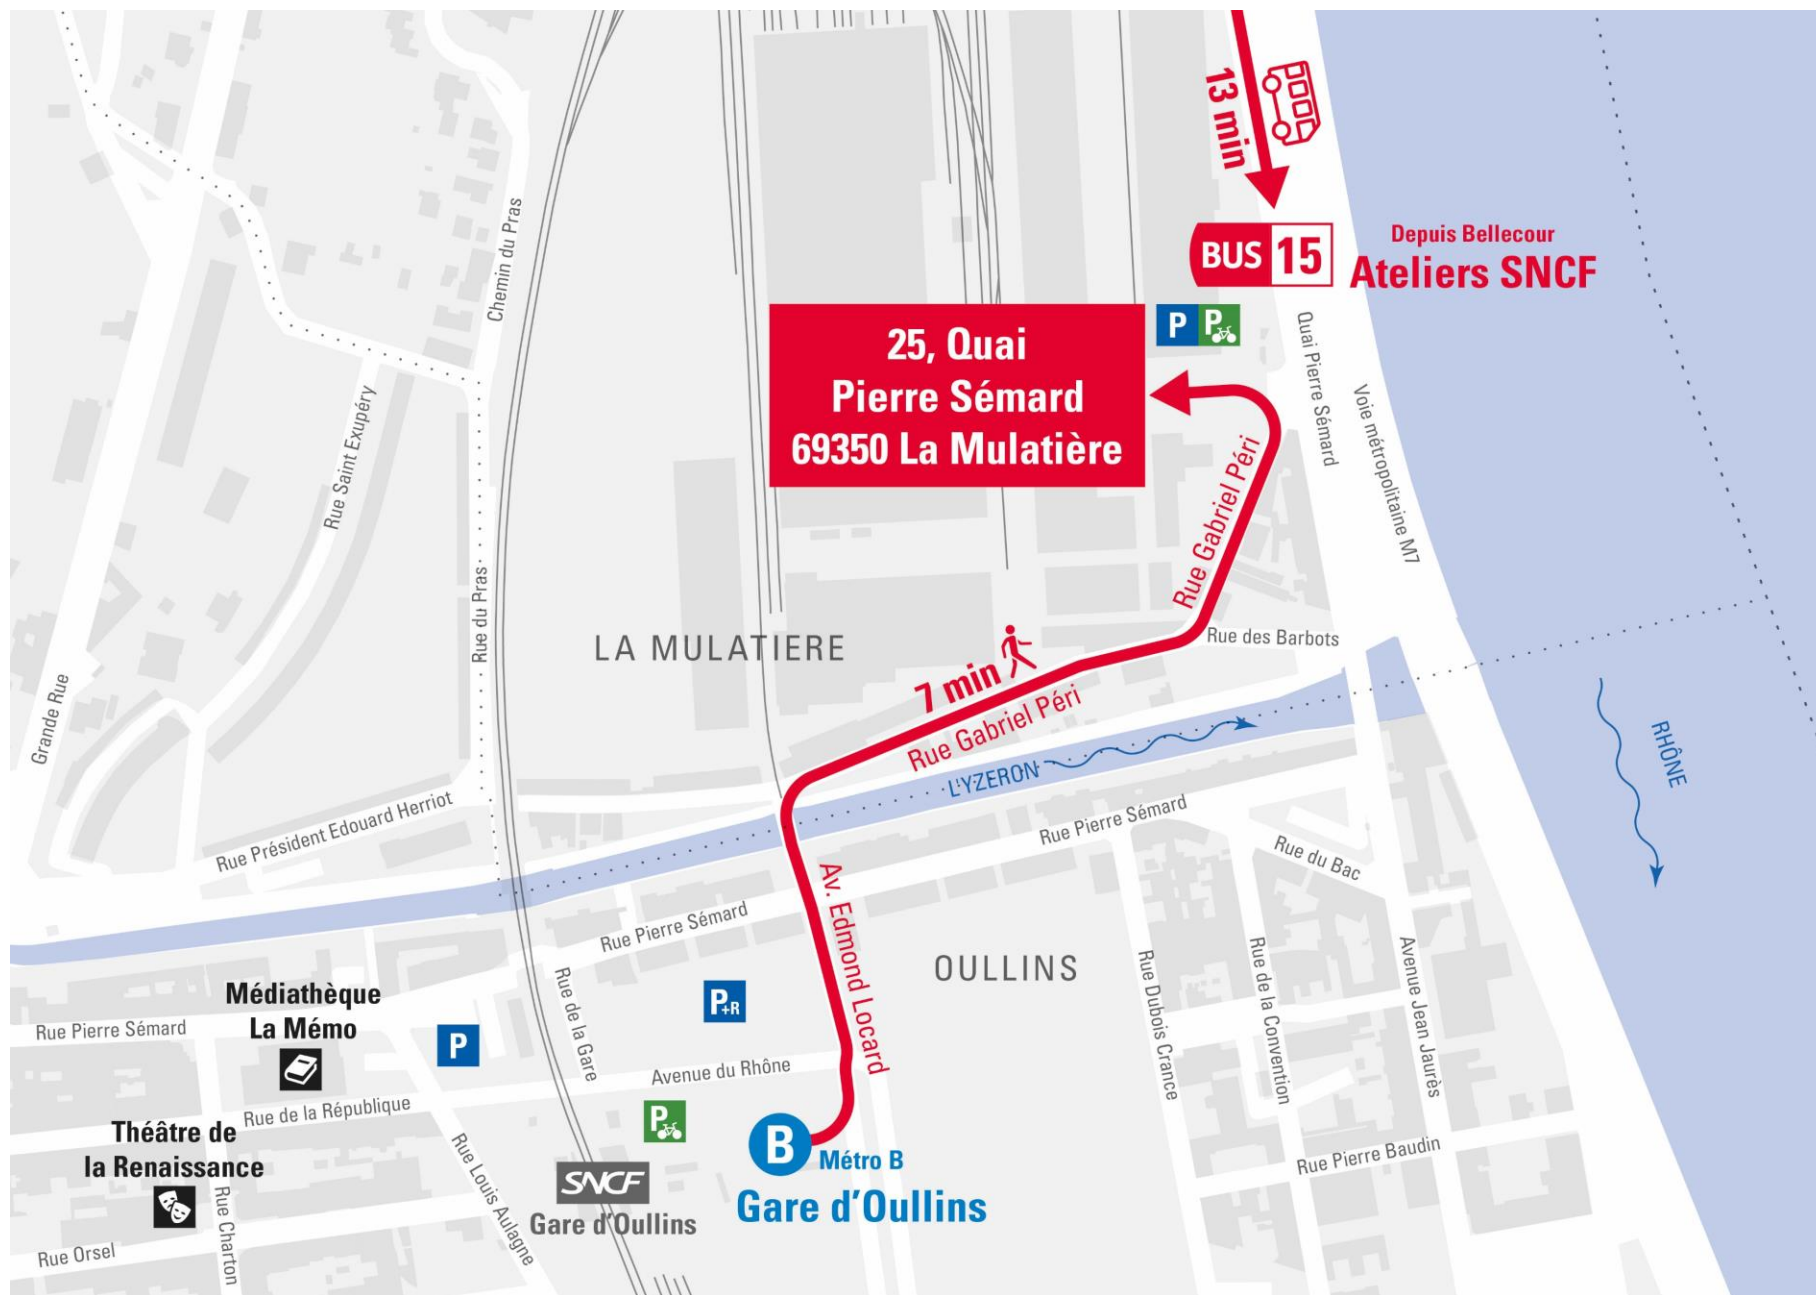 13 min
BUS 15
Depuis Bellecour
Ateliers SNCF
P
P
25, Quai
Pierre Sémard
69350 La Mulatière
Chemin du Pras
Rue Saint Exupéry
Rue du Pras
Grande Rue
Quai Pierre Sémard
Voie métropolitaine M7
Rue Gabriel Péri
Rue des Barbots
LA MULATIERE
7 min
Rue Gabriel Péri
L'YZERON
RHÔNE
Rue Président Edouard Herriot
Rue Pierre Sémard
Rue du Bac
Av. Edmond Locard
Rue Pierre Sémard
OULLINS
Rue de la Gare
Rue Dubois Crance
Rue de la Convention
Avenue Jean Jaurès
Médiathèque
La Mémo
P+R
Rue Pierre Sémard
P
Avenue du Rhône
Rue de la République
P
Théâtre de
la Renaissance
Rue Louis Aulagne
B
Métro B
Gare d'Oullins
SNCF
Gare d'Oullins
Rue Pierre Baudin
Rue Charton
Rue Orsel